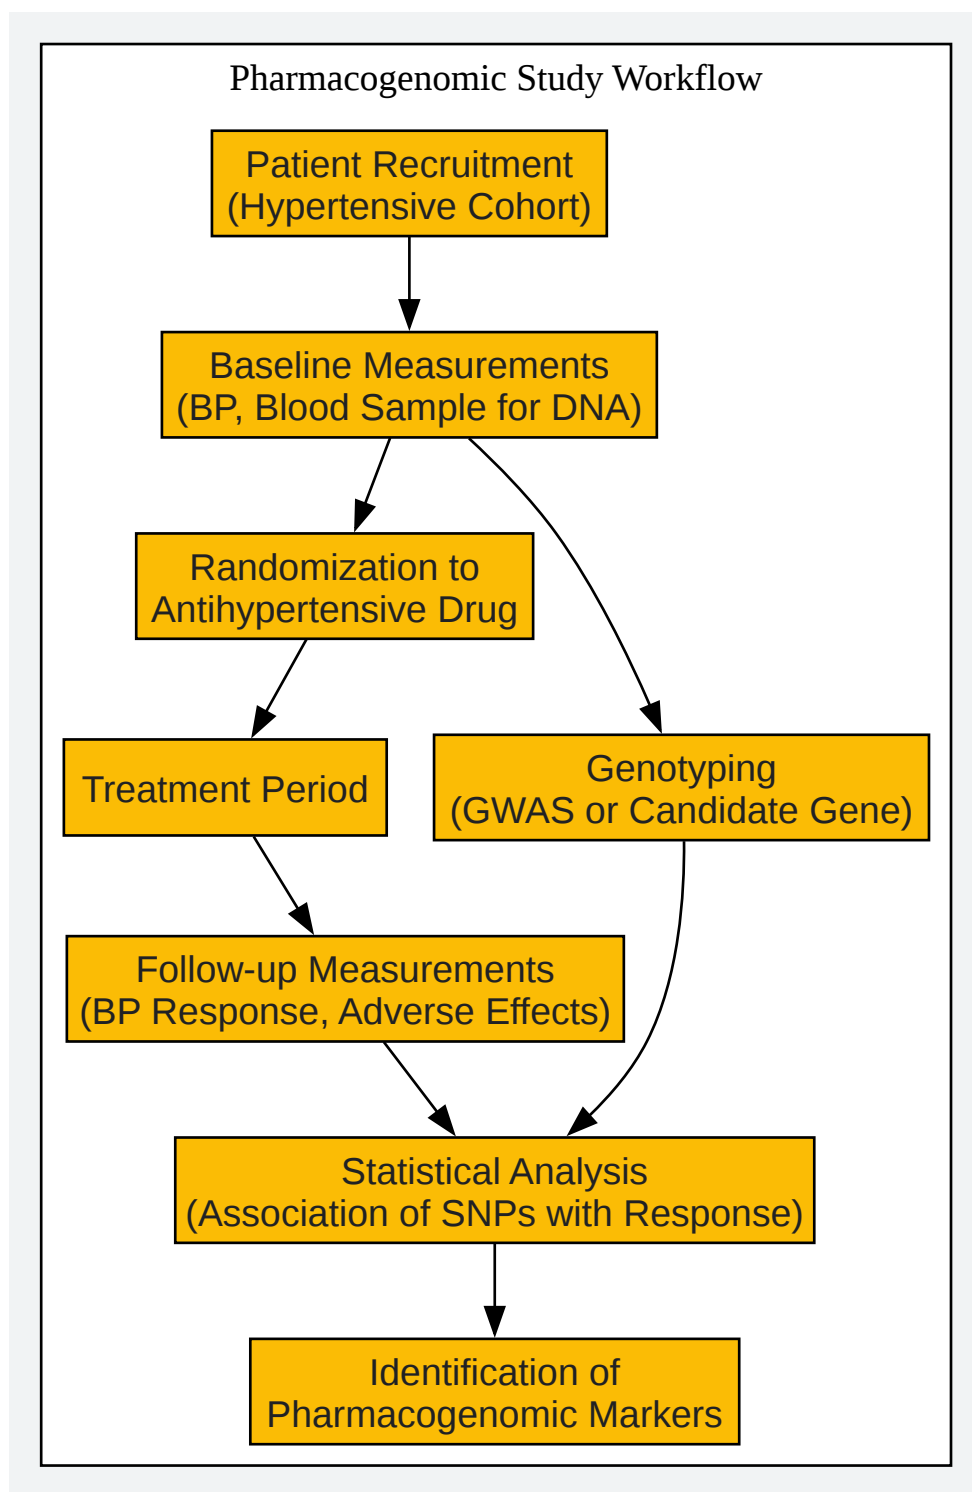 Pharmacogenomic Study Workflow
Patient Recruitment
(Hypertensive Cohort)
Baseline Measurements
(BP, Blood Sample for DNA)
Randomization to
Antihypertensive Drug
Treatment Period
Genotyping
(GWAS or Candidate Gene)
Follow-up Measurements
(BP Response, Adverse Effects)
Statistical Analysis
(Association of SNPs with Response)
Identification of
Pharmacogenomic Markers